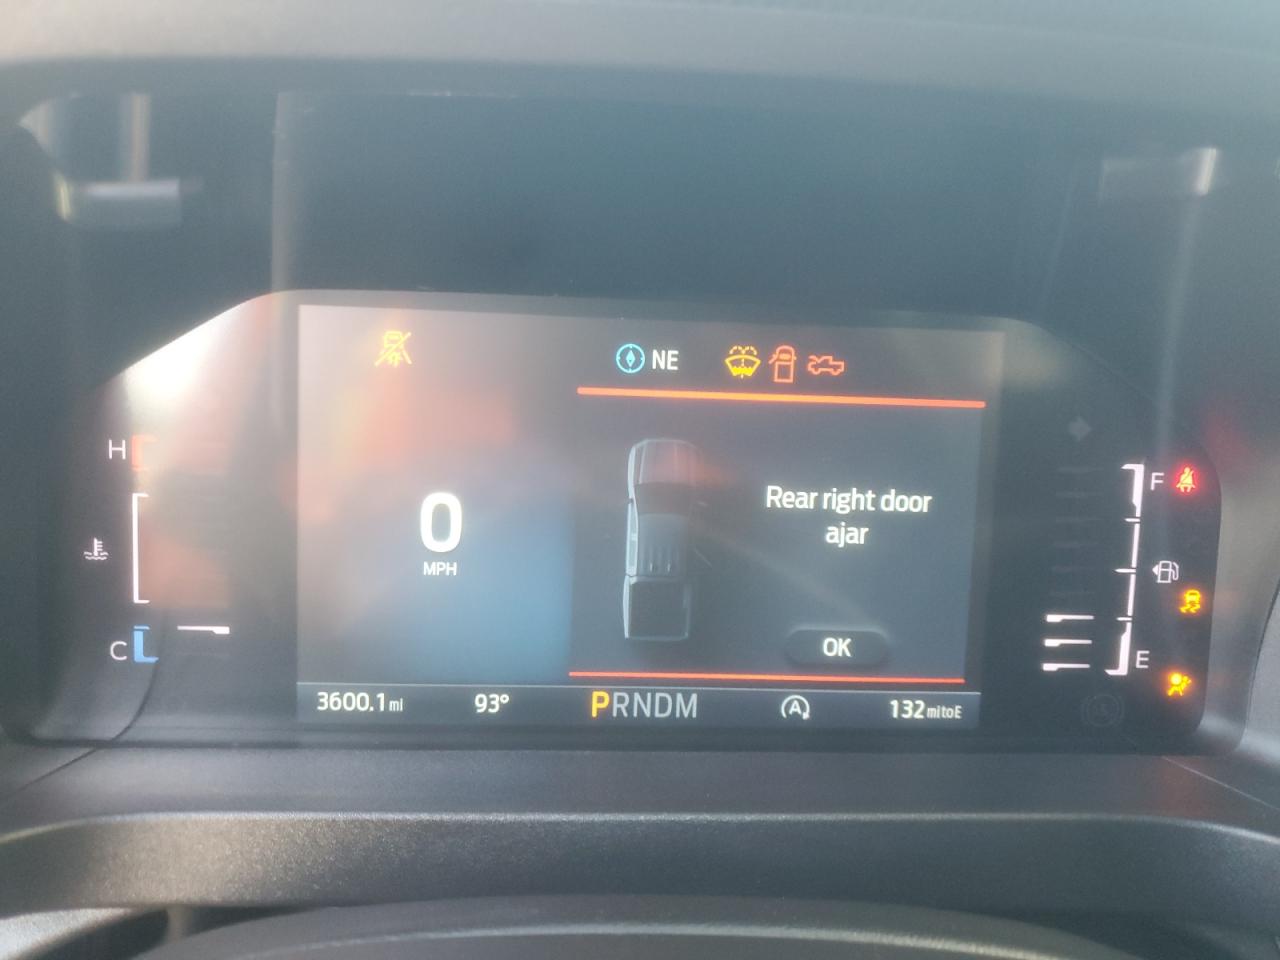 NE
H
F
0
MPH
Rear right door
ajar
C
OK
E
3600.1 mi
93°
PRNDM
A
132 mitoE